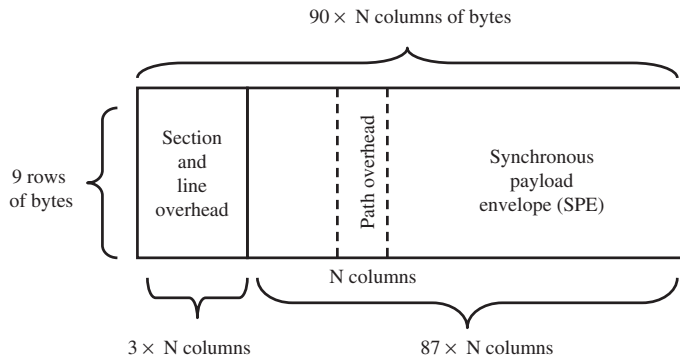 90 × N columns of bytes
9 rows
of bytes
Section
and
line
overhead
Path overhead
Synchronous
payload
envelope (SPE)
N columns
3 × N columns
87 × N columns